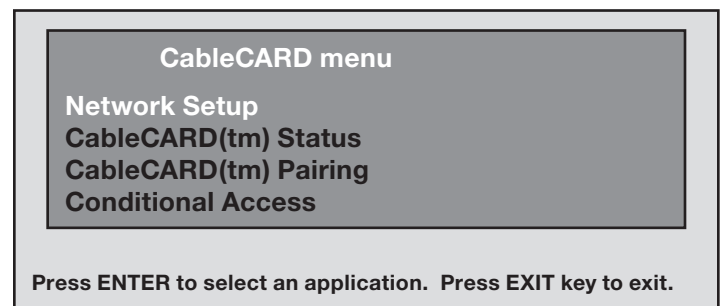 CableCARD menu
Network Setup
CableCARD(tm) Status
CableCARD(tm) Pairing
Conditional Access
Press ENTER to select an application. Press EXIT key to exit.